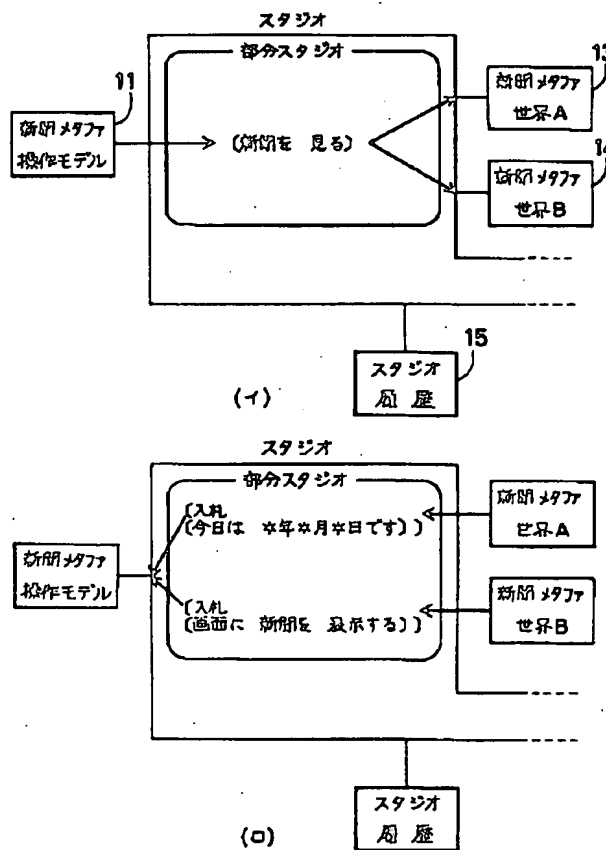 スタジオ
部分スタジオ
11
新聞メタファ
操作モデル
(新聞を 見る)
13
新聞メタファ
世界A
14
新聞メタファ
世界B
15
スタジオ
履歴
(イ)
スタジオ
部分スタジオ
新聞メタファ
操作モデル
(入札
(今日は *年*月*日です))
(入札
(画面に 新聞を 表示する))
新聞メタファ
世界A
新聞メタファ
世界B
スタジオ
履歴
(ロ)